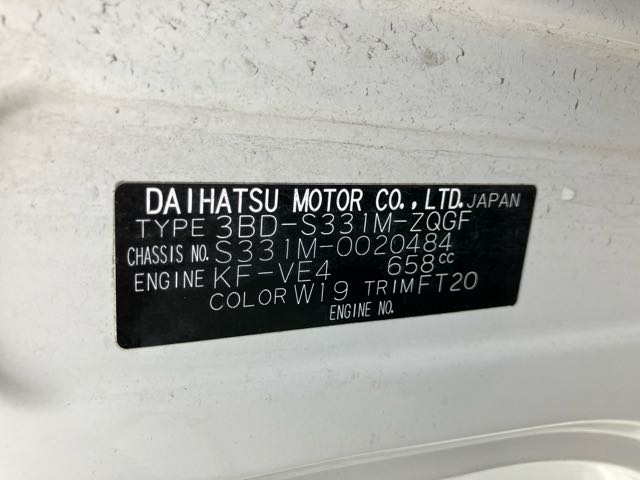 DAIHATSU MOTOR CO.,LTD. JAPAN
TYPE 3BD-S331M-ZQGF
CHASSIS NO. S331M-0020484
ENGINE KF-VE4 658cc
COLOR W19 TRIM FT20
ENGINE NO.